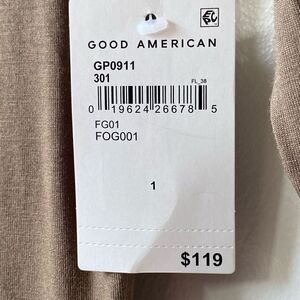 GOOD AMERICAN
GP0911
301
FL_38
0 19624 26678 5
FG01
FOG001
1
$119